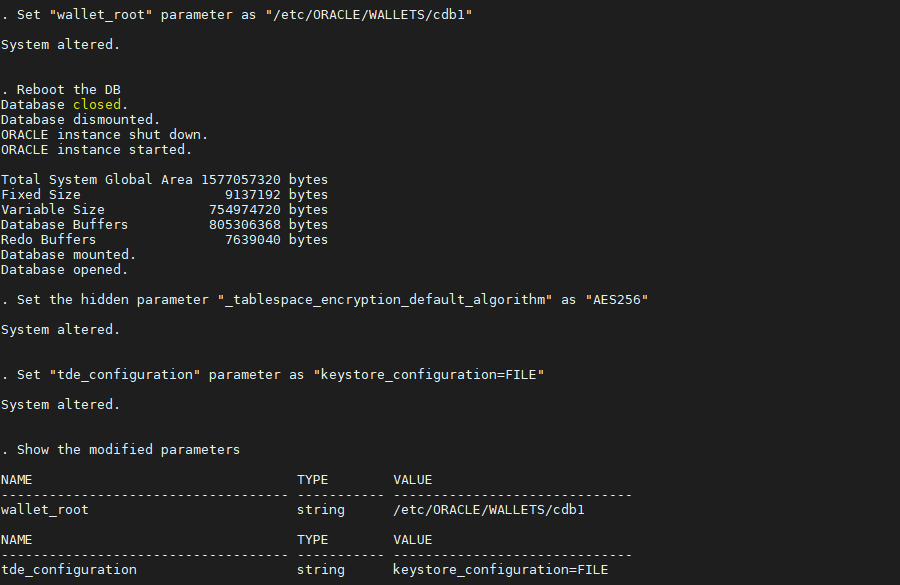 . Set "wallet_root" parameter as "/etc/ORACLE/WALLETS/cdb1"
System altered.
. Reboot the DB
Database closed.
Database dismounted.
ORACLE instance shut down.
ORACLE instance started.
Total System Global Area 1577057320 bytes
Fixed Size                  9137192 bytes
Variable Size             754974720 bytes
Database Buffers          805306368 bytes
Redo Buffers                7639040 bytes
Database mounted.
Database opened.
. Set the hidden parameter "_tablespace_encryption_default_algorithm" as "AES256"
System altered.
. Set "tde_configuration" parameter as "keystore_configuration=FILE"
System altered.
. Show the modified parameters
NAME                                 TYPE        VALUE
------------------------------------ ----------- ------------------------------
wallet_root                          string      /etc/ORACLE/WALLETS/cdb1
NAME                                 TYPE        VALUE
------------------------------------ ----------- ------------------------------
tde_configuration                    string      keystore_configuration=FILE